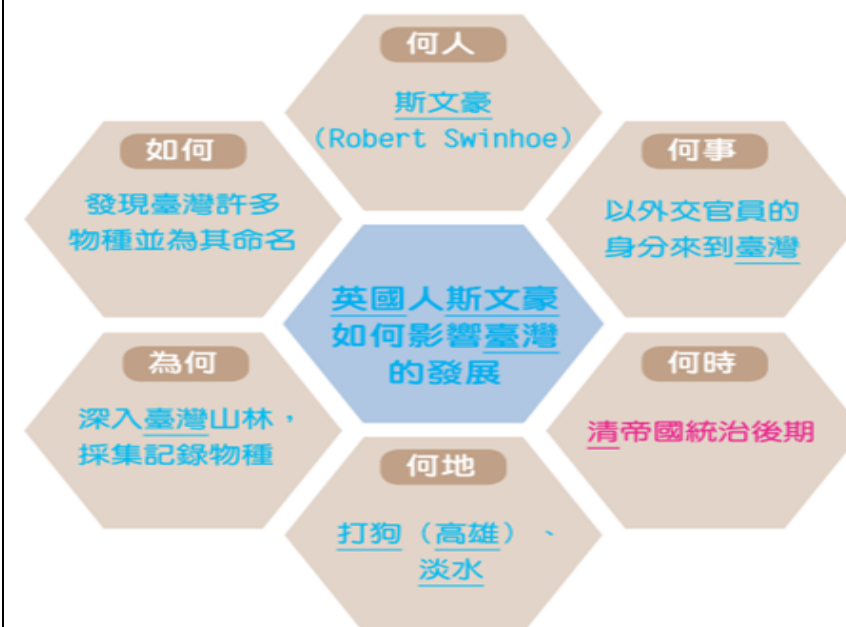 何人
斯文豪
(Robert Swinhoe)
何事
以外交官員的
身分來到臺灣
何時
清帝國統治後期
何地
打狗（高雄）、
淡水
為何
深入臺灣山林，
採集記錄物種
如何
發現臺灣許多
物種並為其命名
英國人斯文豪
如何影響臺灣
的發展